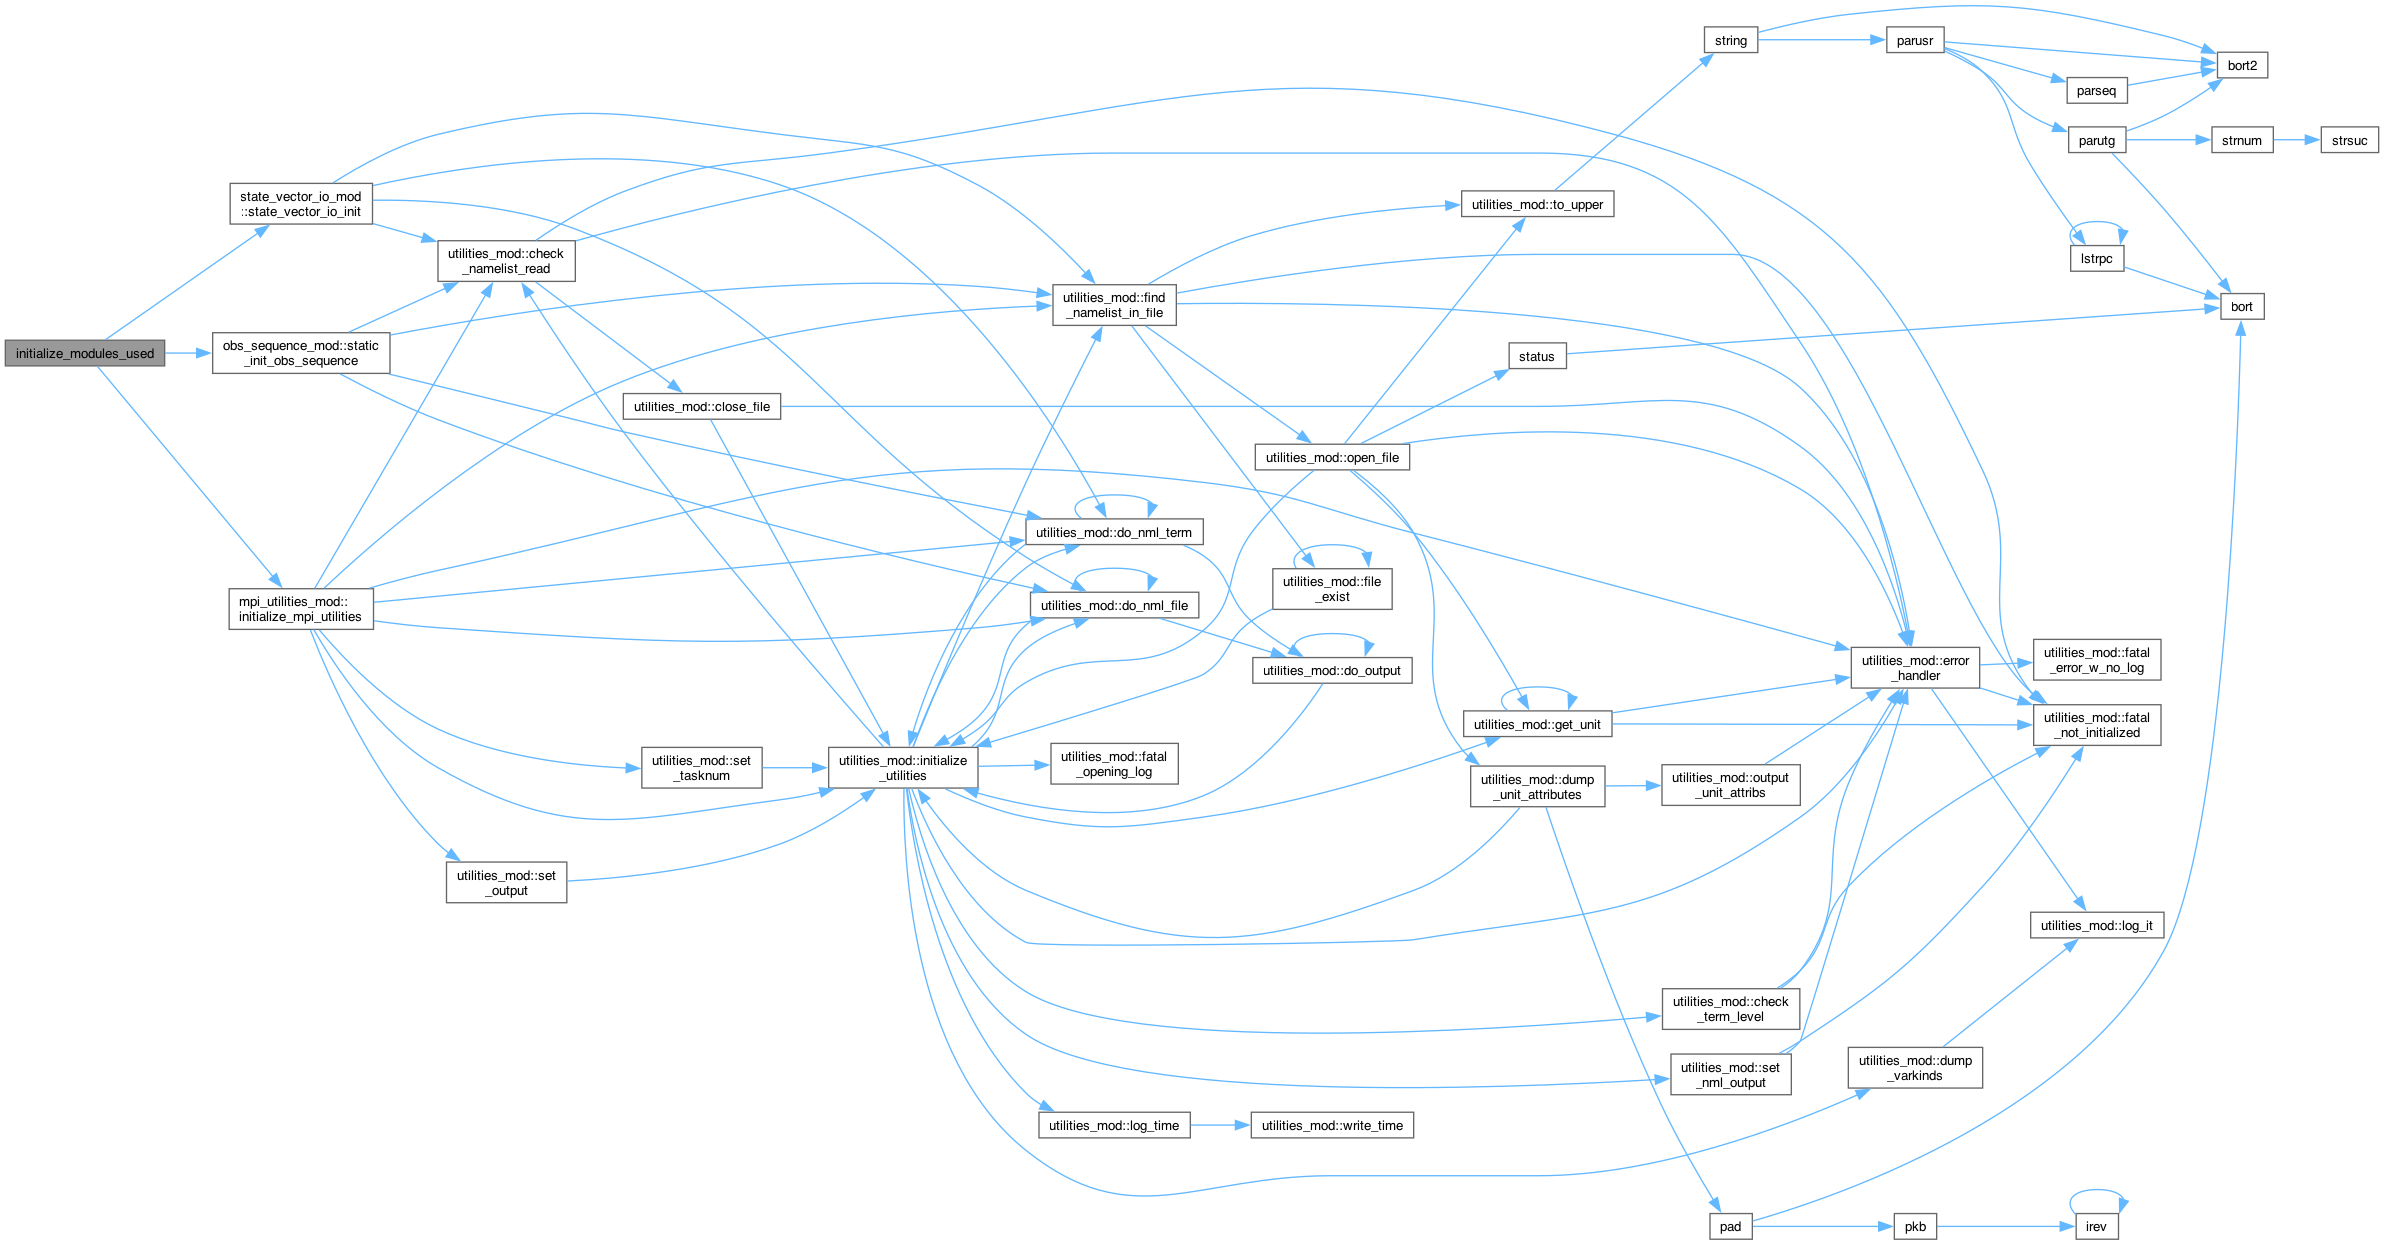 initialize_modules_used
state_vector_io_mod
::state_vector_io_init
obs_sequence_mod::static
_init_obs_sequence
mpi_utilities_mod::
initialize_mpi_utilities
utilities_mod::check
_namelist_read
utilities_mod::set
_output
utilities_mod::close_file
utilities_mod::set
_tasknum
utilities_mod::initialize
_utilities
utilities_mod::find
_namelist_in_file
utilities_mod::do_nml_term
utilities_mod::do_nml_file
utilities_mod::fatal
_opening_log
utilities_mod::log_time
utilities_mod::open_file
utilities_mod::file
_exist
utilities_mod::do_output
utilities_mod::write_time
utilities_mod::to_upper
status
utilities_mod::get_unit
utilities_mod::dump
_unit_attributes
string
utilities_mod::output
_unit_attribs
utilities_mod::check
_term_level
utilities_mod::set
_nml_output
pad
parusr
utilities_mod::error
_handler
utilities_mod::dump
_varkinds
pkb
parseq
parutg
lstrpc
utilities_mod::fatal
_error_w_no_log
utilities_mod::fatal
_not_initialized
utilities_mod::log_it
irev
bort2
strnum
bort
strsuc